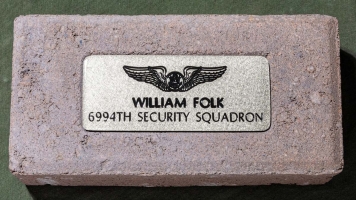 WILLIAM FOLK
6994TH SECURITY SQUADRON